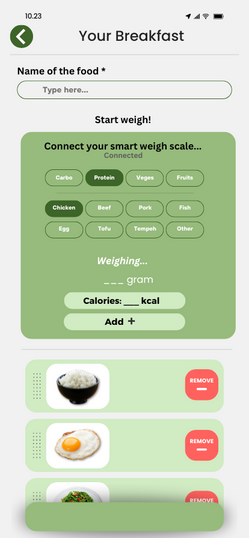 10.23
Your Breakfast
Name of the food *
Type here...
Start weigh!
Connect your smart weigh scale...
Connected
Carbs Protein Veges Fruits
Chicken Beef Pork Fish
Egg Tofu Tempeh Other
Weighing...
___ gram
Calories: ___ kcal
Add +
REMOVE
REMOVE
REMOVE